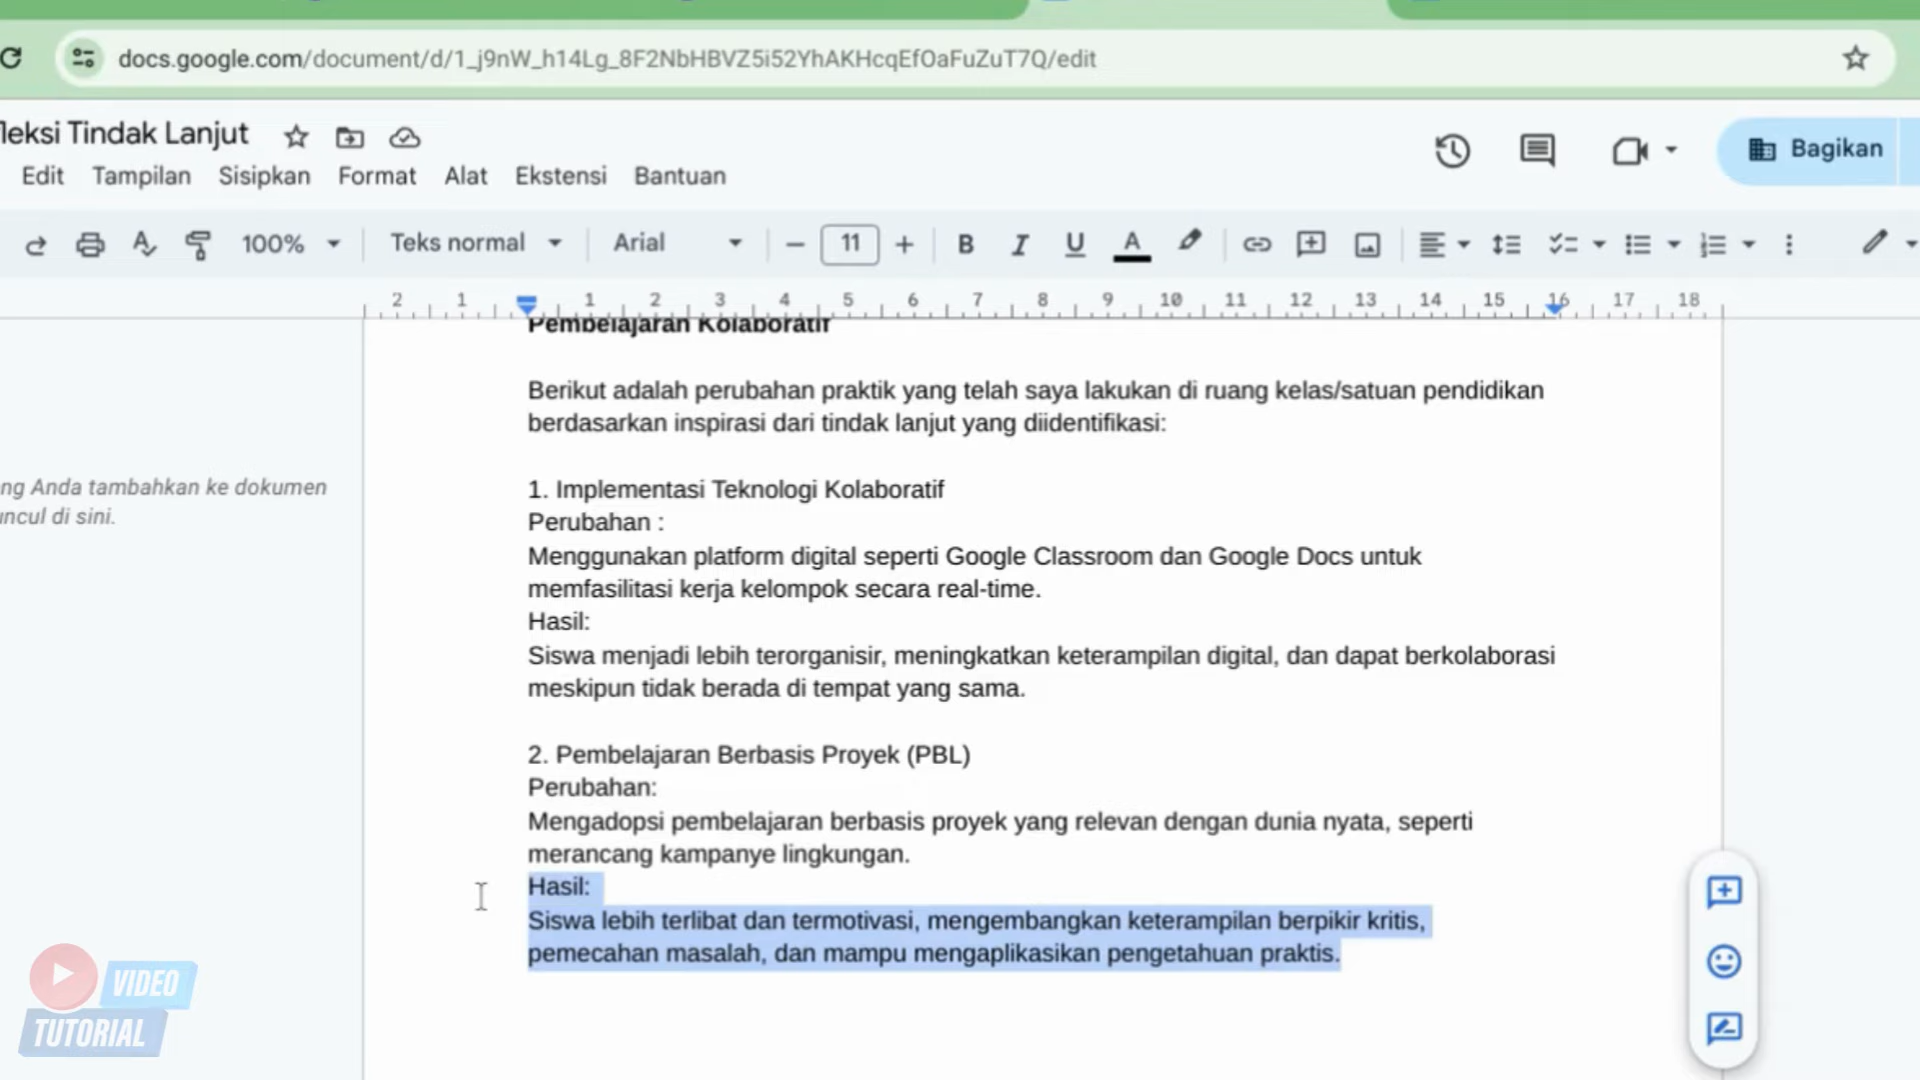 docs.google.com/document/d/1_j9nW_h14Lg_8F2NbHBVZ5i52YhAKHcqEfOaFuZuT7Q/edit
leksi Tindak Lanjut
Edit Tampilan Sisipkan Format Alat Ekstensi Bantuan
Bagikan
100% Teks normal Arial 11 B I U A
2 1 1 2 3 4 5 6 7 8 9 10 11 12 13 14 15 16 17 18
Pembelajaran Kolaboratif
Berikut adalah perubahan praktik yang telah saya lakukan di ruang kelas/satuan pendidikan
berdasarkan inspirasi dari tindak lanjut yang diidentifikasi:
ng Anda tambahkan ke dokumen
uncul di sini.
1. Implementasi Teknologi Kolaboratif
Perubahan :
Menggunakan platform digital seperti Google Classroom dan Google Docs untuk
memfasilitasi kerja kelompok secara real-time.
Hasil:
Siswa menjadi lebih terorganisir, meningkatkan keterampilan digital, dan dapat berkolaborasi
meskipun tidak berada di tempat yang sama.
2. Pembelajaran Berbasis Proyek (PBL)
Perubahan:
Mengadopsi pembelajaran berbasis proyek yang relevan dengan dunia nyata, seperti
merancang kampanye lingkungan.
Hasil:
Siswa lebih terlibat dan termotivasi, mengembangkan keterampilan berpikir kritis,
pemecahan masalah, dan mampu mengaplikasikan pengetahuan praktis.
VIDEO
TUTORIAL